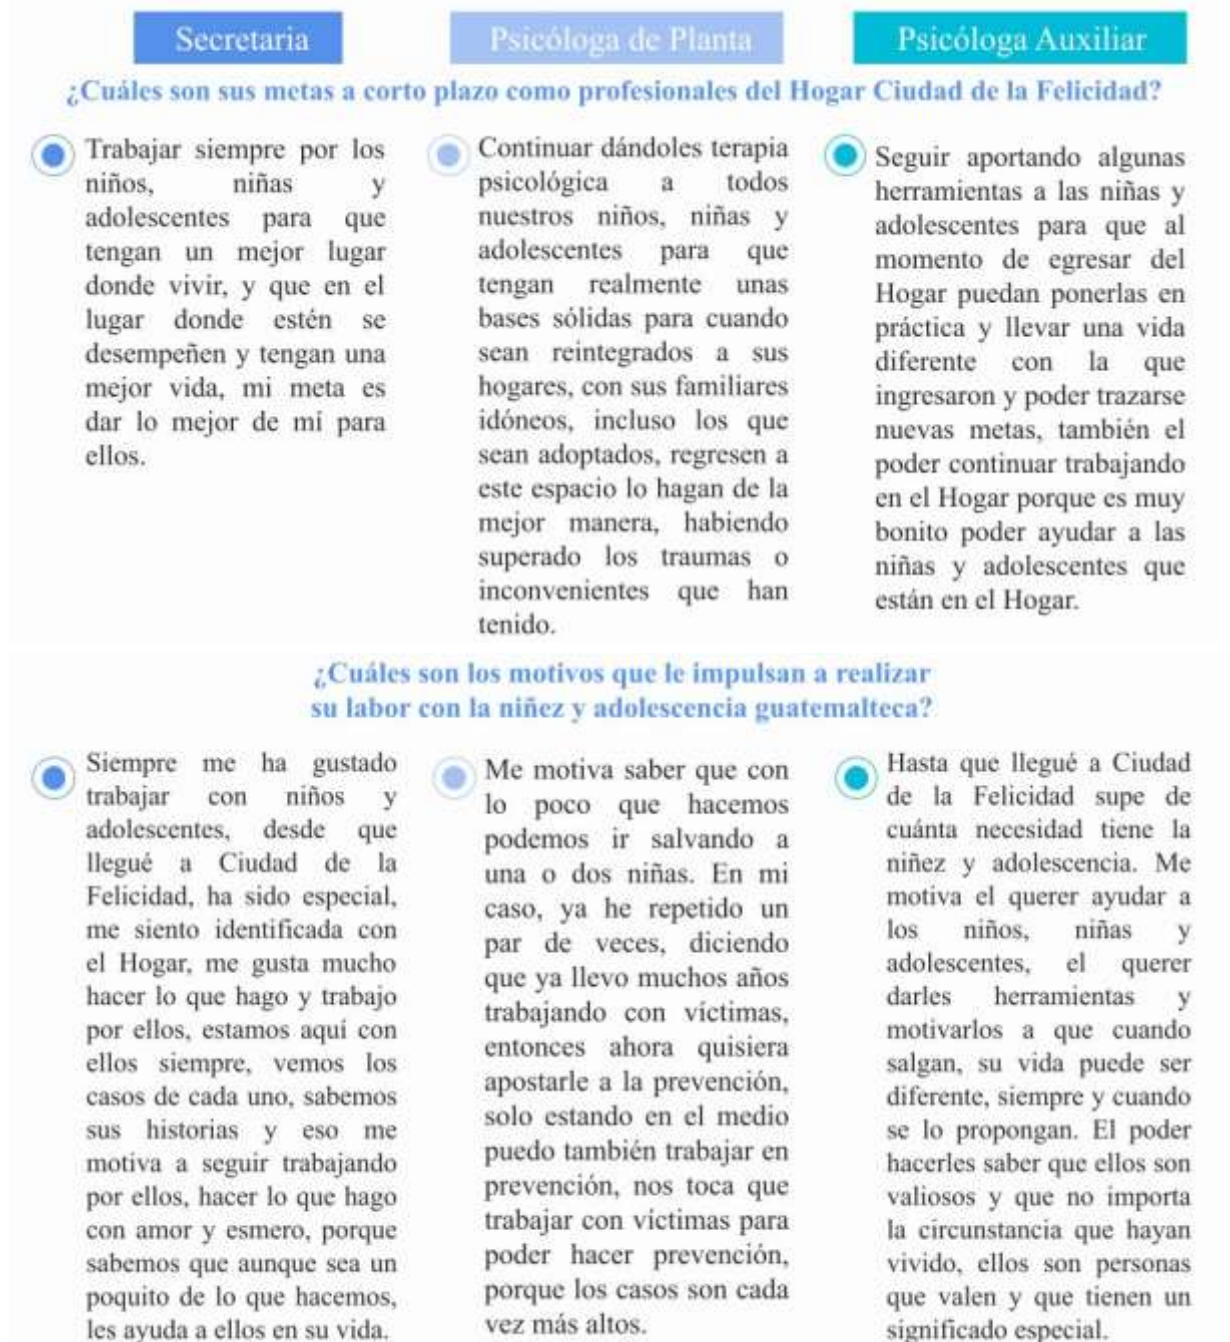 Secretaria
Psicóloga de Planta
Psicóloga Auxiliar
¿Cuáles son sus metas a corto plazo como profesionales del Hogar Ciudad de la Felicidad?
Trabajar siempre por los
niños, niñas y
adolescentes para que
tengan un mejor lugar
donde vivir, y que en el
lugar donde estén se
desempeñen y tengan una
mejor vida, mi meta es
dar lo mejor de mí para
ellos.
Continuar dándoles terapia
psicológica a todos
nuestros niños, niñas y
adolescentes para que
tengan realmente unas
bases sólidas para cuando
sean reintegrados a sus
hogares, con sus familiares
idóneos, incluso los que
sean adoptados, regresen a
este espacio lo hagan de la
mejor manera, habiendo
superado los traumas o
inconvenientes que han
tenido.
Seguir aportando algunas
herramientas a las niñas y
adolescentes para que al
momento de egresar del
Hogar puedan ponerlas en
práctica y llevar una vida
diferente con la que
ingresaron y poder trazarse
nuevas metas, también el
poder continuar trabajando
en el Hogar porque es muy
bonito poder ayudar a las
niñas y adolescentes que
están en el Hogar.
¿Cuáles son los motivos que le impulsan a realizar
su labor con la niñez y adolescencia guatemalteca?
Siempre me ha gustado
trabajar con niños y
adolescentes, desde que
llegué a Ciudad de la
Felicidad, ha sido especial,
me siento identificada con
el Hogar, me gusta mucho
hacer lo que hago y trabajo
por ellos, estamos aquí con
ellos siempre, vemos los
casos de cada uno, sabemos
sus historias y eso me
motiva a seguir trabajando
por ellos, hacer lo que hago
con amor y esmero, porque
sabemos que aunque sea un
poquito de lo que hacemos,
les ayuda a ellos en su vida.
Me motiva saber que con
lo poco que hacemos
podemos ir salvando a
una o dos niñas. En mi
caso, ya he repetido un
par de veces, diciendo
que ya llevo muchos años
trabajando con víctimas,
entonces ahora quisiera
apostarle a la prevención,
solo estando en el medio
puedo también trabajar en
prevención, nos toca que
trabajar con víctimas para
poder hacer prevención,
porque los casos son cada
vez más altos.
Hasta que llegué a Ciudad
de la Felicidad supe de
cuánta necesidad tiene la
niñez y adolescencia. Me
motiva el querer ayudar a
los niños, niñas y
adolescentes, el querer
darles herramientas y
motivarlos a que cuando
salgan, su vida puede ser
diferente, siempre y cuando
se lo propongan. El poder
hacerles saber que ellos son
valiosos y que no importa
la circunstancia que hayan
vivido, ellos son personas
que valen y que tienen un
significado especial.